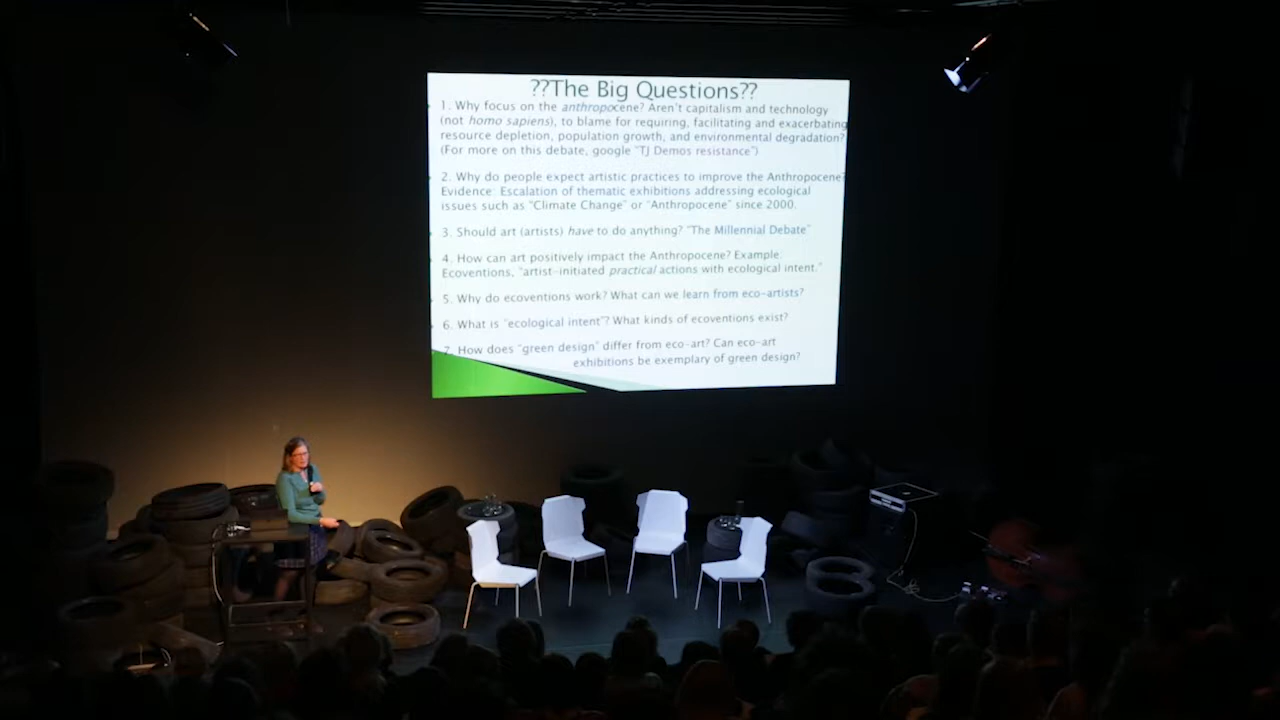 ??The Big Questions??
1. Why focus on the anthropocene? Aren't capitalism and technology
(not homo sapiens), to blame for requiring, facilitating and exacerbating
resource depletion, population growth, and environmental degradation?
(For more on this debate, google "TJ Demos resistance")
2. Why do people expect artistic practices to improve the Anthropocene?
Evidence: Escalation of thematic exhibitions addressing ecological
issues such as "Climate Change" or "Anthropocene" since 2000.
3. Should art (artists) have to do anything? "The Millennial Debate"
4. How can art positively impact the Anthropocene? Example:
Ecoventions, "artist-initiated practical actions with ecological intent."
5. Why do ecoventions work? What can we learn from eco-artists?
6. What is "ecological intent"? What kinds of ecoventions exist?
7. How does "green design" differ from eco-art? Can eco-art
exhibitions be exemplary of green design?